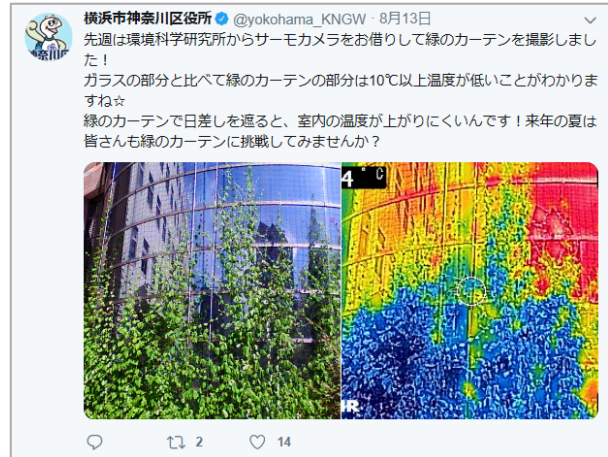 横浜市神奈川区役所 @yokohama_KNGW · 8月13日
先週は環境科学研究所からサーモカメラをお借りして緑のカーテンを撮影しまし
た！
ガラスの部分と比べて緑のカーテンの部分は10℃以上温度が低いことがわかりま
すね☆
緑のカーテンで日差しを遮ると、室内の温度が上がりにくいんです！来年の夏は
皆さんも緑のカーテンに挑戦してみませんか？
4 °C
2 14